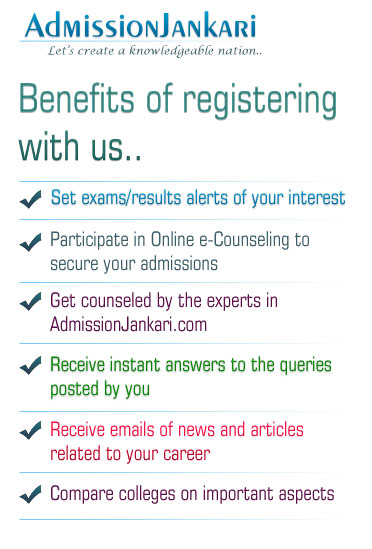 AdmissionJankari
Let's create a knowledgeable nation..
Benefits of registering
with us..
Set exams/results alerts of your interest
Participate in Online e-Counseling to
secure your admissions
Get counseled by the experts in
AdmissionJankari.com
Receive instant answers to the queries
posted by you
Receive emails of news and articles
related to your career
Compare colleges on important aspects